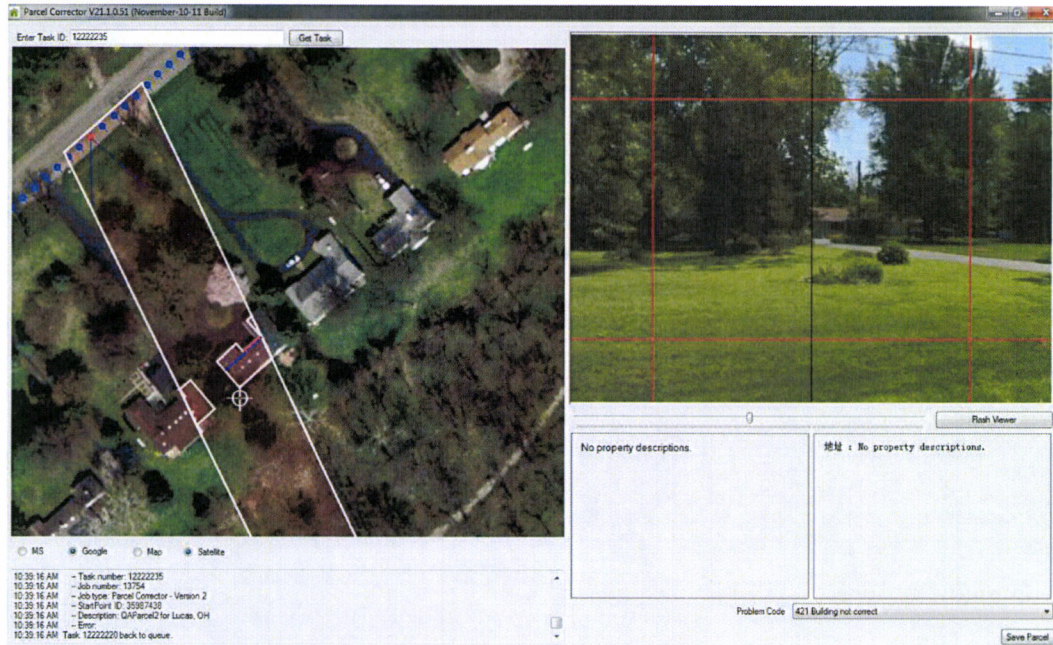 Parcel Corrector V21.1.0.51 (November-10-11 Build)
Enter Task ID: 12222235
Get Task
Flash Viewer
No property descriptions.
地址 : No property descriptions.
MS
Google
Map
Satellite
10:39:16 AM – Task number: 12222235
10:39:16 AM – Job number: 13754
10:39:16 AM – Job type: Parcel Corrector - Version 2
10:39:16 AM – StartPoint ID: 35987438
10:39:16 AM – Description: QAParcel2 for Lucas, OH
10:39:16 AM – Error:
10:39:16 AM Task: 12222220 back to queue.
Problem Code
421 Building not correct
Save Parcel